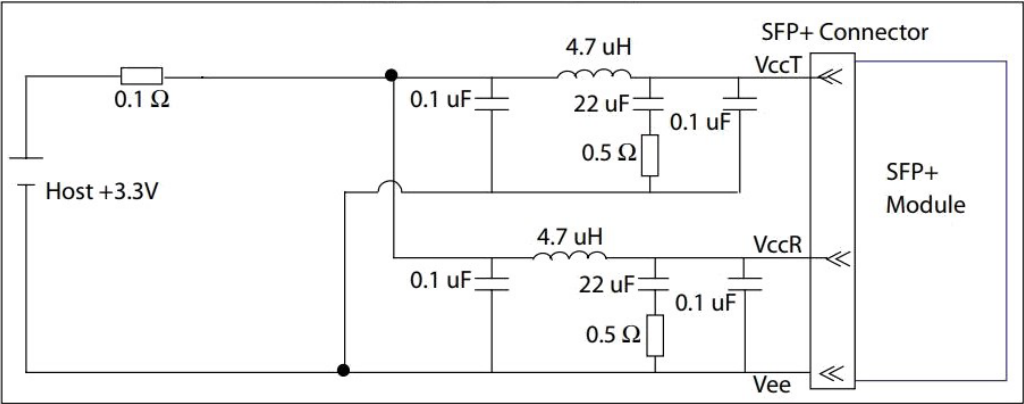 SFP+ Connector
4.7 uH
VccT
0.1 Ω
0.1 uF
22 uF
0.1 uF
0.5 Ω
Host +3.3V
SFP+
Module
4.7 uH
VccR
0.1 uF
22 uF
0.1 uF
0.5 Ω
Vee